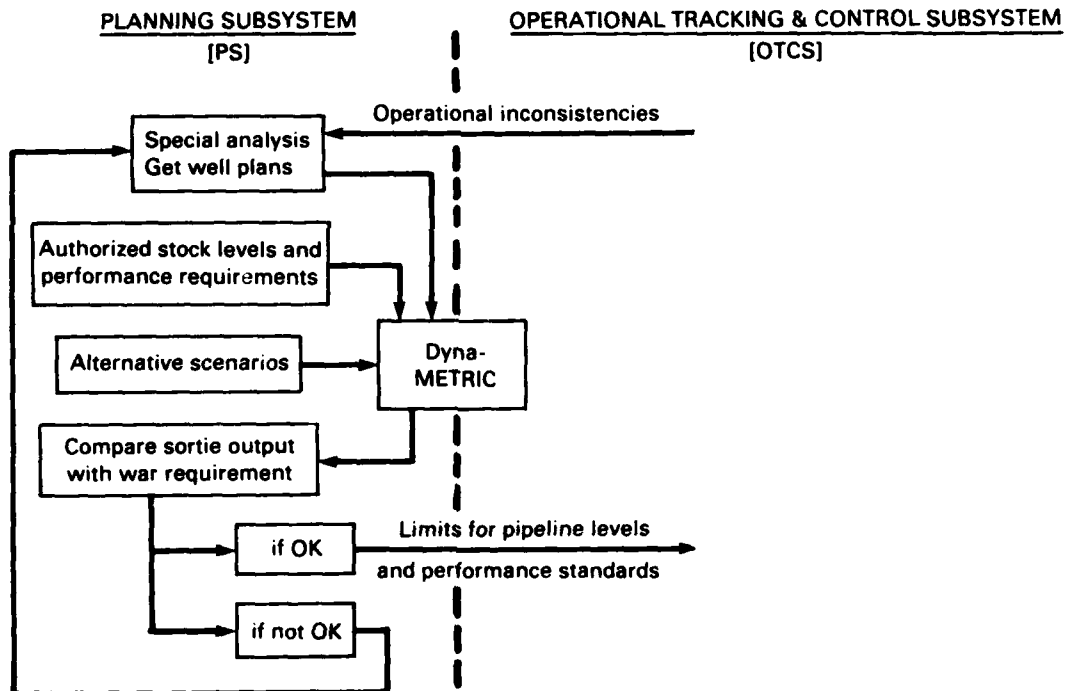 PLANNING SUBSYSTEM
[PS]
OPERATIONAL TRACKING & CONTROL SUBSYSTEM
[OTCS]
Operational inconsistencies
Special analysis
Get well plans
Authorized stock levels and
performance requirements
Alternative scenarios
Dyna-
METRIC
Compare sortie output
with war requirement
if OK
Limits for pipeline levels
and performance standards
if not OK